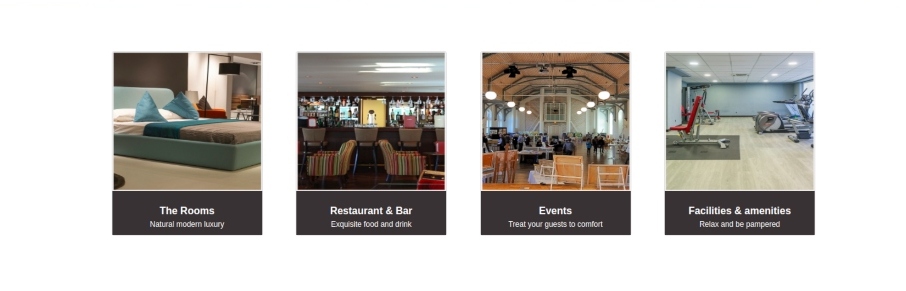 The Rooms
Natural modern luxury
Restaurant & Bar
Exquisite food and drink
Events
Treat your guests to comfort
Facilities & amenities
Relax and be pampered